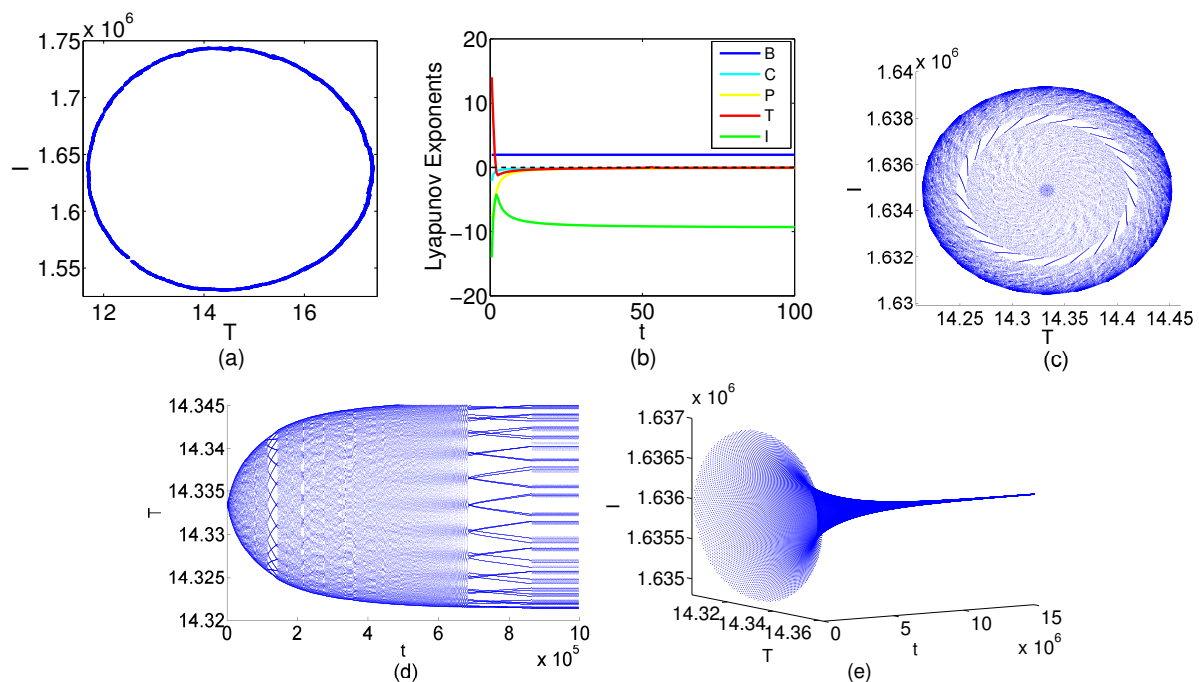 x 10^6
1.75
1.7
1.65
1.6
1.55
I
12 14 16
T
(a)
20
10
0
−10
−20
Lyapunov Exponents
B
C
P
T
I
0 50 100
t
(b)
x 10^6
1.64
1.638
1.636
1.634
1.632
1.63
I
14.25 14.3 14.35 14.4 14.45
T
(c)
14.345
14.34
14.335
14.33
14.325
14.32
T
0 2 4 6 8 10
t
x 10^5
(d)
x 10^6
1.637
1.6365
1.636
1.6355
1.635
I
14.32 14.34 14.36
T
0 5 10 15
t
x 10^6
(e)